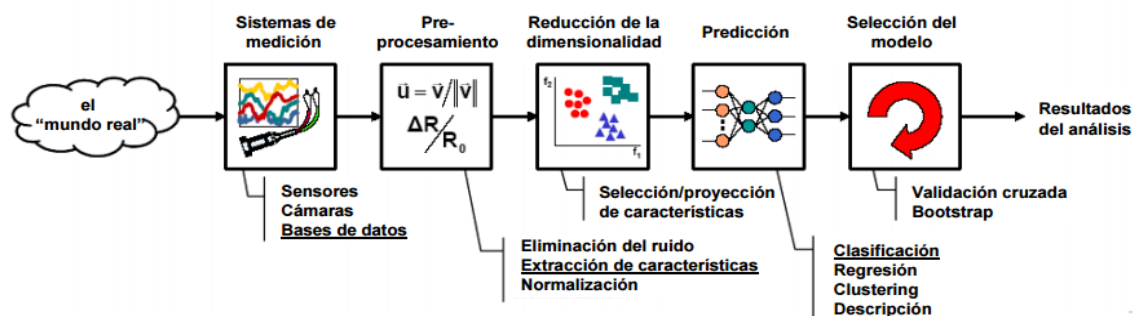 Sistemas de
medición
Pre-
procesamiento
Reducción de la
dimensionalidad
Predicción
Selección del
modelo
el
“mundo real”
u = v/||v||
ΔR/R0
f2
f1
Resultados
del análisis
Sensores
Cámaras
Bases de datos
Eliminación del ruido
Extracción de características
Normalización
Selección/proyección
de características
Clasificación
Regresión
Clustering
Descripción
Validación cruzada
Bootstrap